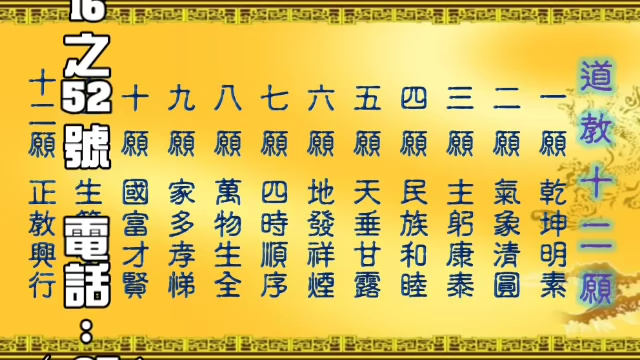 道教十二願
一願 乾坤明素
二願 氣象清圓
三願 主躬康泰
四願 民族和睦
五願 天垂甘露
六願 地發祥煙
七願 四時順序
八願 萬物生全
九願 家多孝悌
十願 國富才賢
生
十二願 正教興行
16之52號 電話: